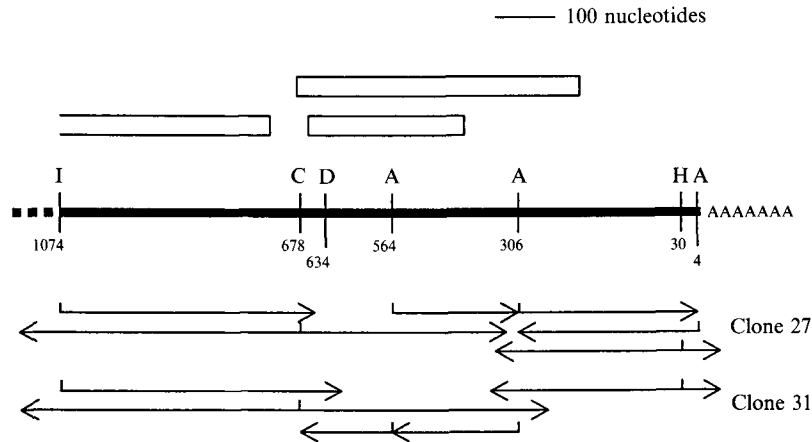 100 nucleotides
I C D A A H A
AAAAAAA
1074 678 634 564 306 30 4
Clone 27
Clone 31